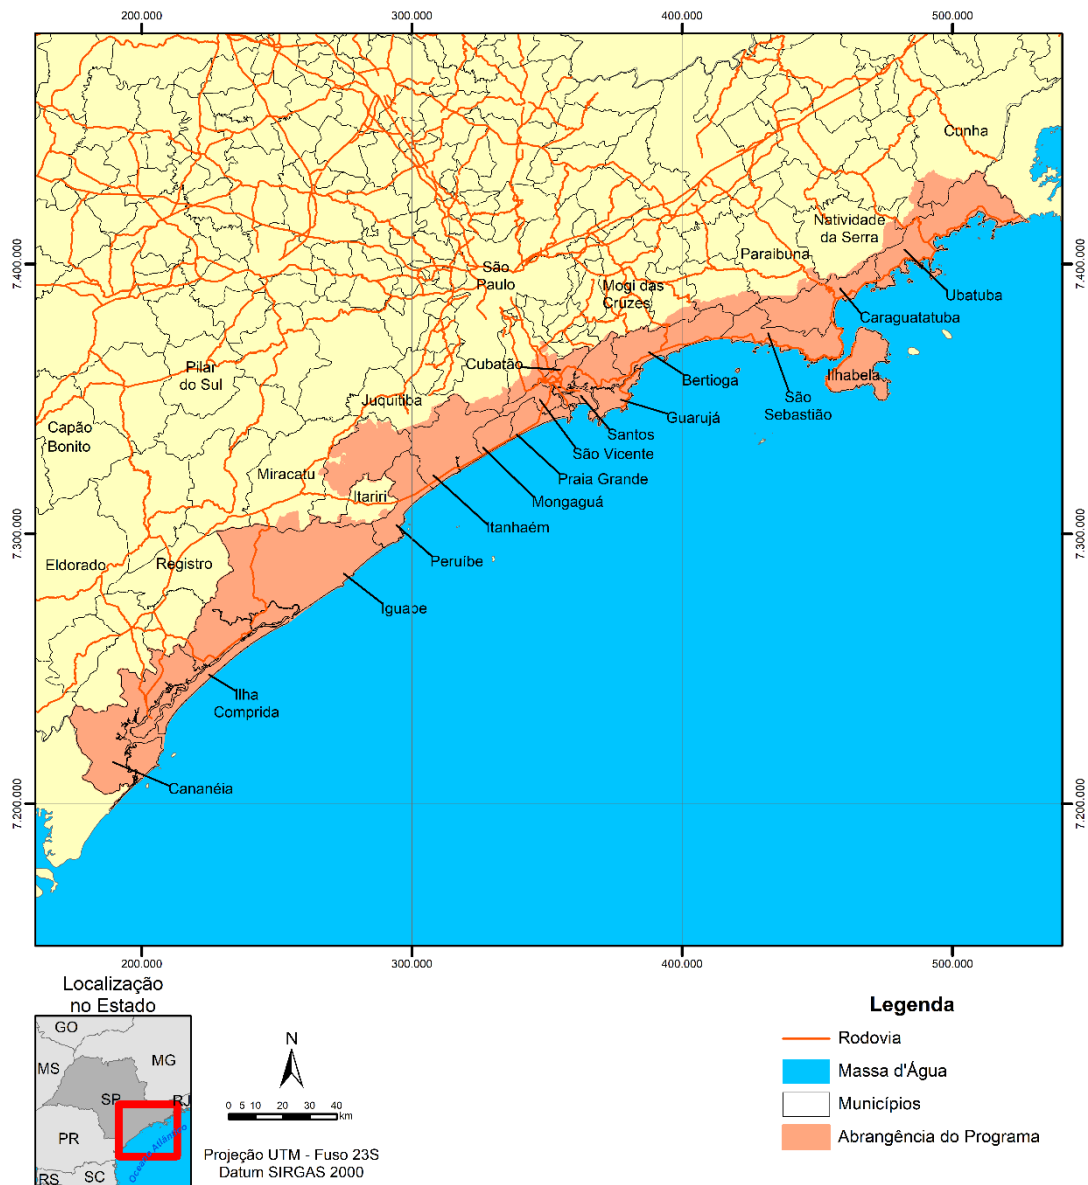 200.000
300.000
400.000
500.000
7.400.000
7.300.000
7.200.000
7.400.000
7.300.000
7.200.000
Cunha
Natividade
da Serra
Paraibuna
São
Paulo
Mogi das
Cruzes
Ubatuba
Caraguatatuba
Cubatão
Pilar
do Sul
Bertioga
Ilhabela
Juquitiba
São
Sebastião
Guarujá
Capão
Bonito
Santos
São Vicente
Praia Grande
Miracatu
Itariri
Mongaguá
Itanhaém
Eldorado
Registro
Peruíbe
Iguape
Ilha
Comprida
Cananéia
200.000
300.000
400.000
500.000
Localização
no Estado
GO
MS
MG
SP
RJ
PR
SC
RS
Oceano Atlântico
N
0 5 10 20 30 40
km
Projeção UTM - Fuso 23S
Datum SIRGAS 2000
Legenda
Rodovia
Massa d'Água
Municípios
Abrangência do Programa